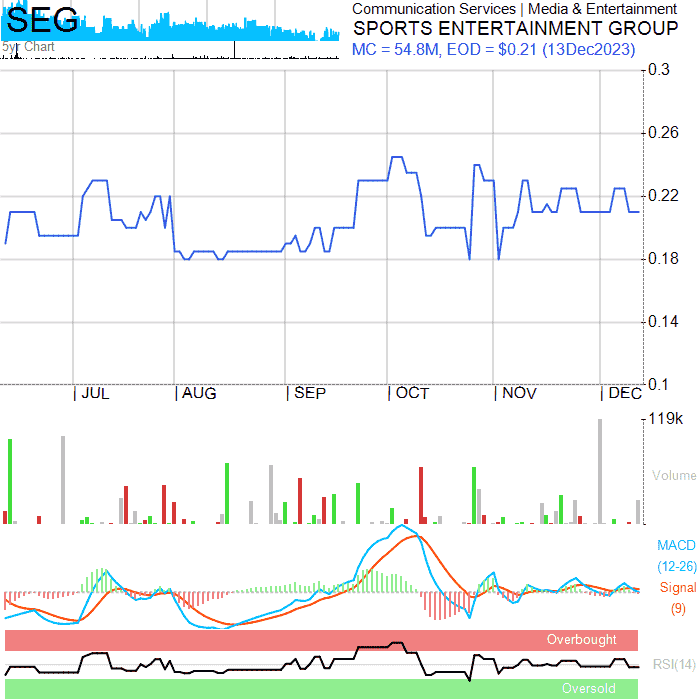 SEG
5yr Chart
Communication Services | Media & Entertainment
SPORTS ENTERTAINMENT GROUP
MC = 54.8M, EOD = $0.21 (13Dec2023)
0.3
0.26
0.22
0.18
0.14
0.1
| JUL | AUG | SEP | OCT | NOV | DEC
119k
Volume
MACD
(12-26)
Signal
(9)
Overbought
RSI(14)
Oversold